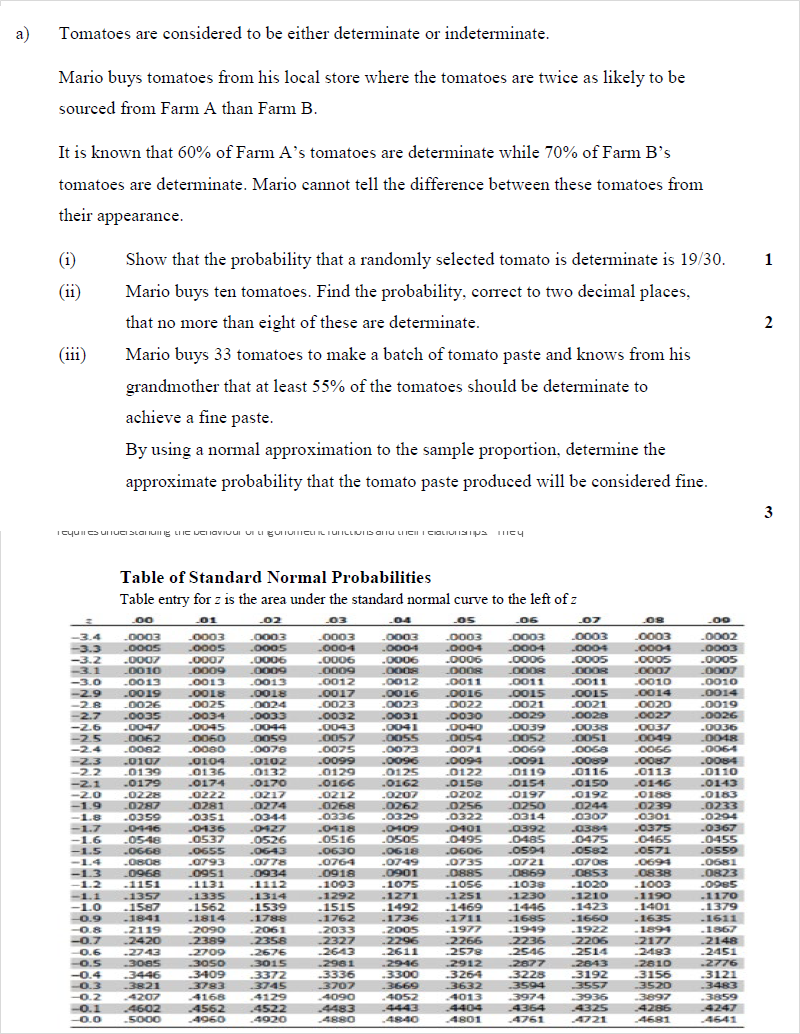 a) Tomatoes are considered to be either determinate or indeterminate.
Mario buys tomatoes from his local store where the tomatoes are twice as likely to be
sourced from Farm A than Farm B.
It is known that 60% of Farm A’s tomatoes are determinate while 70% of Farm B’s
tomatoes are determinate. Mario cannot tell the difference between these tomatoes from
their appearance.
(i) Show that the probability that a randomly selected tomato is determinate is 19/30. 1
(ii) Mario buys ten tomatoes. Find the probability, correct to two decimal places,
that no more than eight of these are determinate. 2
(iii) Mario buys 33 tomatoes to make a batch of tomato paste and knows from his
grandmother that at least 55% of the tomatoes should be determinate to
achieve a fine paste.
By using a normal approximation to the sample proportion, determine the
approximate probability that the tomato paste produced will be considered fine.
3
requires understanding the behaviour of trigonometric functions and their relationships. They
Table of Standard Normal Probabilities
Table entry for z is the area under the standard normal curve to the left of z
z .00 .01 .02 .03 .04 .05 .06 .07 .08 .09
−3.4 .0003 .0003 .0003 .0003 .0003 .0003 .0003 .0003 .0003 .0002
−3.3 .0005 .0005 .0005 .0004 .0004 .0004 .0004 .0004 .0004 .0003
−3.2 .0007 .0007 .0006 .0006 .0006 .0006 .0006 .0005 .0005 .0005
−3.1 .0010 .0009 .0009 .0009 .0008 .0008 .0008 .0008 .0007 .0007
−3.0 .0013 .0013 .0013 .0012 .0012 .0011 .0011 .0011 .0010 .0010
−2.9 .0019 .0018 .0018 .0017 .0016 .0016 .0015 .0015 .0014 .0014
−2.8 .0026 .0025 .0024 .0023 .0023 .0022 .0021 .0021 .0020 .0019
−2.7 .0035 .0034 .0033 .0032 .0031 .0030 .0029 .0028 .0027 .0026
−2.6 .0047 .0045 .0044 .0043 .0041 .0040 .0039 .0038 .0037 .0036
−2.5 .0062 .0060 .0059 .0057 .0055 .0054 .0052 .0051 .0049 .0048
−2.4 .0082 .0080 .0078 .0075 .0073 .0071 .0069 .0068 .0066 .0064
−2.3 .0107 .0104 .0102 .0099 .0096 .0094 .0091 .0089 .0087 .0084
−2.2 .0139 .0136 .0132 .0129 .0125 .0122 .0119 .0116 .0113 .0110
−2.1 .0179 .0174 .0170 .0166 .0162 .0158 .0154 .0150 .0146 .0143
−2.0 .0228 .0222 .0217 .0212 .0207 .0202 .0197 .0192 .0188 .0183
−1.9 .0287 .0281 .0274 .0268 .0262 .0256 .0250 .0244 .0239 .0233
−1.8 .0359 .0351 .0344 .0336 .0329 .0322 .0314 .0307 .0301 .0294
−1.7 .0446 .0436 .0427 .0418 .0409 .0401 .0392 .0384 .0375 .0367
−1.6 .0548 .0537 .0526 .0516 .0505 .0495 .0485 .0475 .0465 .0455
−1.5 .0668 .0655 .0643 .0630 .0618 .0606 .0594 .0582 .0571 .0559
−1.4 .0808 .0793 .0778 .0764 .0749 .0735 .0721 .0708 .0694 .0681
−1.3 .0968 .0951 .0934 .0918 .0901 .0885 .0869 .0853 .0838 .0823
−1.2 .1151 .1131 .1112 .1093 .1075 .1056 .1038 .1020 .1003 .0985
−1.1 .1357 .1335 .1314 .1292 .1271 .1251 .1230 .1210 .1190 .1170
−1.0 .1587 .1562 .1539 .1515 .1492 .1469 .1446 .1423 .1401 .1379
−0.9 .1841 .1814 .1788 .1762 .1736 .1711 .1685 .1660 .1635 .1611
−0.8 .2119 .2090 .2061 .2033 .2005 .1977 .1949 .1922 .1894 .1867
−0.7 .2420 .2389 .2358 .2327 .2296 .2266 .2236 .2206 .2177 .2148
−0.6 .2743 .2709 .2676 .2643 .2611 .2578 .2546 .2514 .2483 .2451
−0.5 .3085 .3050 .3015 .2981 .2946 .2912 .2877 .2843 .2810 .2776
−0.4 .3446 .3409 .3372 .3336 .3300 .3264 .3228 .3192 .3156 .3121
−0.3 .3821 .3783 .3745 .3707 .3669 .3632 .3594 .3557 .3520 .3483
−0.2 .4207 .4168 .4129 .4090 .4052 .4013 .3974 .3936 .3897 .3859
−0.1 .4602 .4562 .4522 .4483 .4443 .4404 .4364 .4325 .4286 .4247
−0.0 .5000 .4960 .4920 .4880 .4840 .4801 .4761 .4721 .4681 .4641